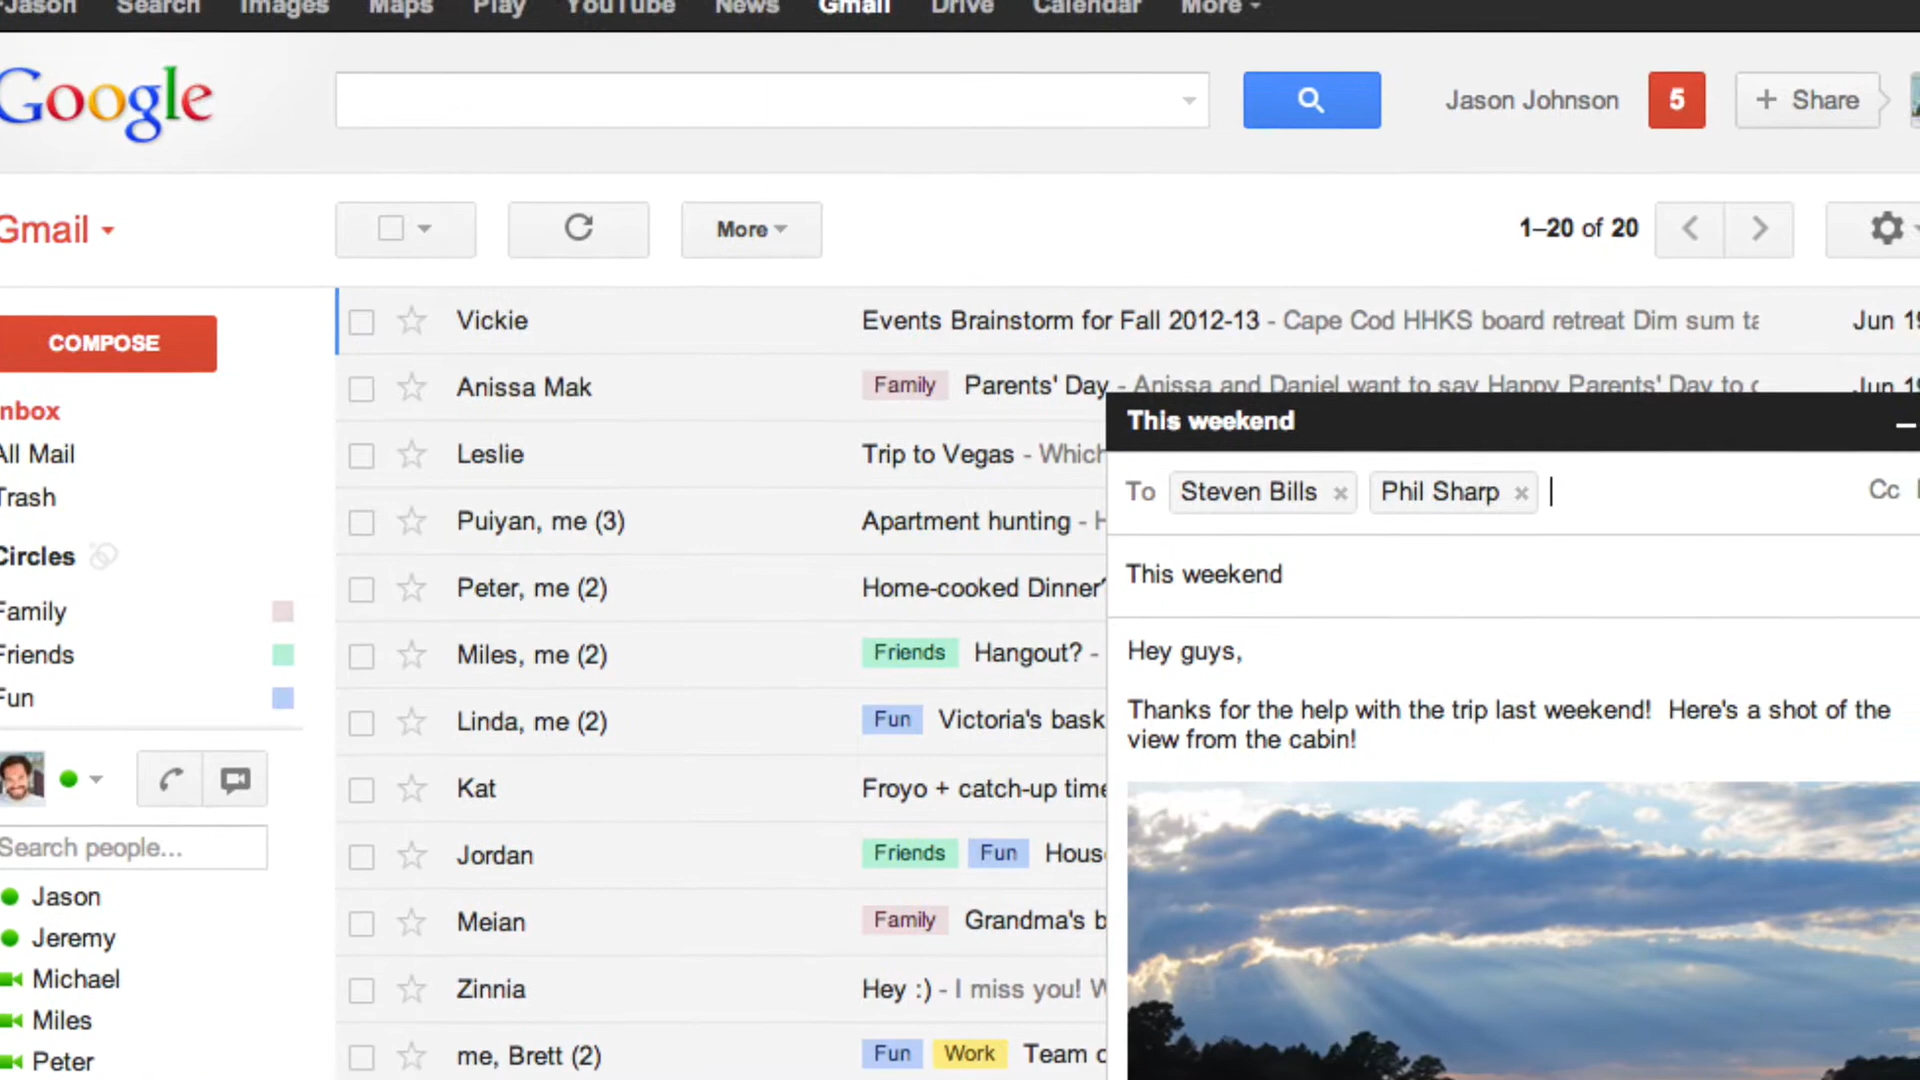 +Jason Search Images Maps Play YouTube News Gmail Drive Calendar More
Google
Jason Johnson 5 + Share
Gmail More 1–20 of 20
COMPOSE
Inbox
All Mail
Trash
Circles
Family
Friends
Fun
Search people...
Jason
Jeremy
Michael
Miles
Peter
Vickie Events Brainstorm for Fall 2012-13 - Cape Cod HHKS board retreat Dim sum ta Jun 19
Anissa Mak Family Parents' Day - Anissa and Daniel want to say Happy Parents' Day to Jun 19
Leslie Trip to Vegas - Which
Puiyan, me (3) Apartment hunting - H
Peter, me (2) Home-cooked Dinner?
Miles, me (2) Friends Hangout? -
Linda, me (2) Fun Victoria's bask
Kat Froyo + catch-up time
Jordan Friends Fun Hous
Meian Family Grandma's b
Zinnia Hey :) - I miss you! W
me, Brett (2) Fun Work Team
This weekend
To Steven Bills × Phil Sharp × Cc
This weekend
Hey guys,
Thanks for the help with the trip last weekend! Here's a shot of the
view from the cabin!